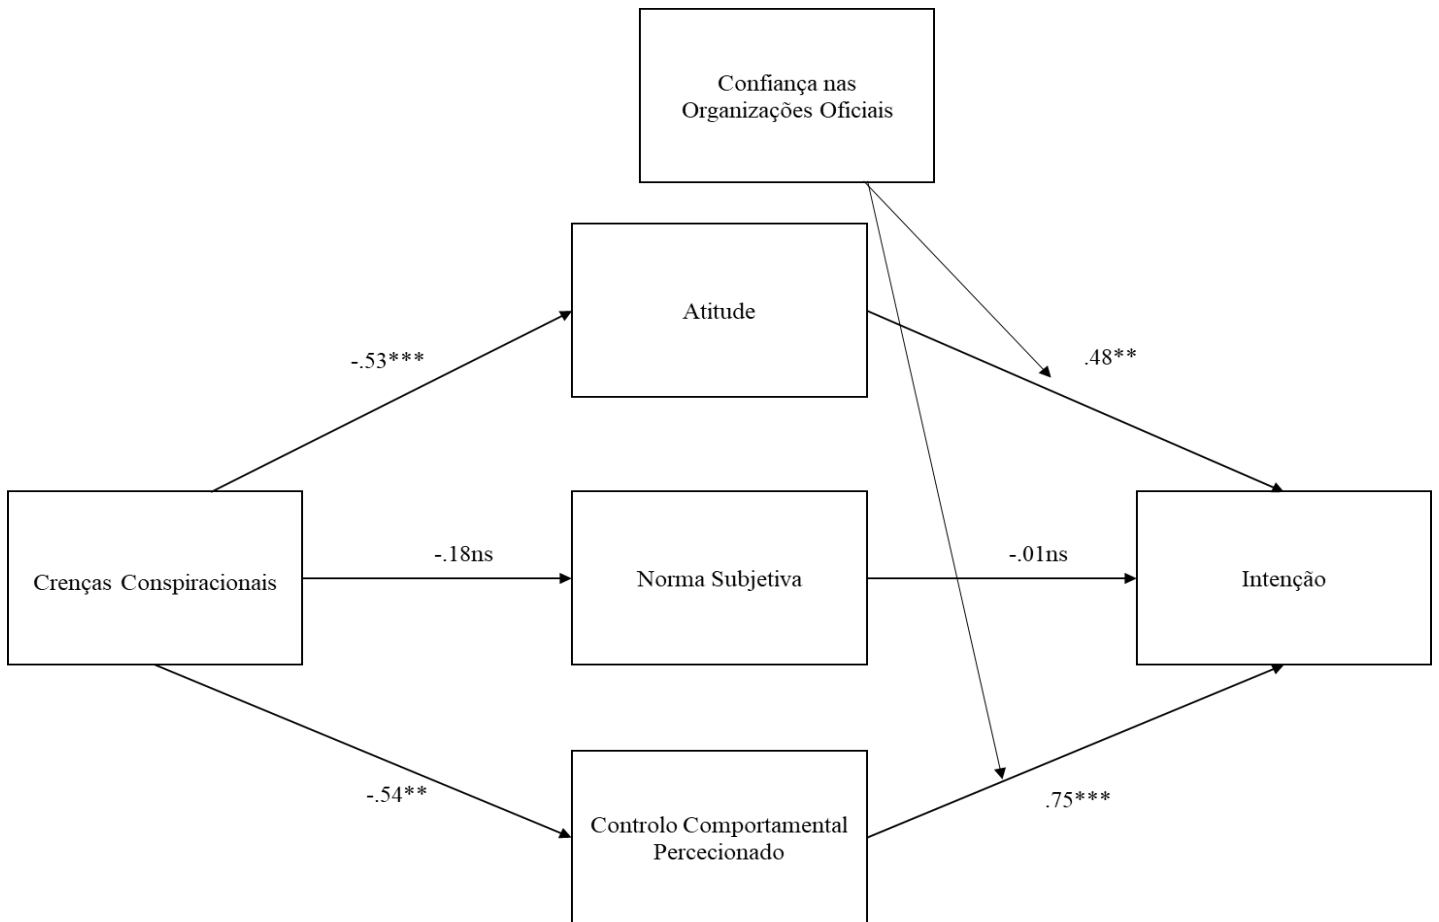 Confiança nas
Organizações Oficiais
Atitude
-.53***
.48**
Crenças Conspiracionais
-.18ns
Norma Subjetiva
-.01ns
Intenção
-.54**
Controlo Comportamental
Percecionado
.75***